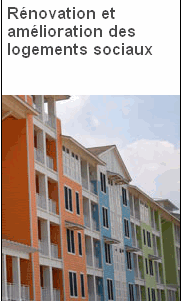 Rénovation et
amélioration des
logements sociaux